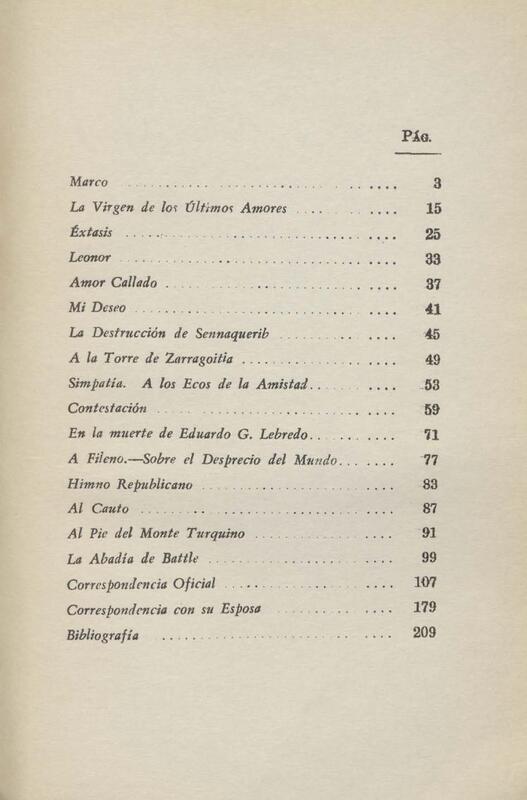 PÁG.
Marco .......... 3
La Virgen de los Últimos Amores .......... 15
Éxtasis .......... 25
Leonor .......... 33
Amor Callado .......... 37
Mi Deseo .......... 41
La Destrucción de Sennaquerib .......... 45
A la Torre de Zarragoitia .......... 49
Simpatía. A los Ecos de la Amistad .......... 53
Contestación .......... 59
En la muerte de Eduardo G. Lebredo .......... 71
A Fileno.—Sobre el Desprecio del Mundo .......... 77
Himno Republicano .......... 83
Al Cauto .......... 87
Al Pie del Monte Turquino .......... 91
La Abadía de Battle .......... 99
Correspondencia Oficial .......... 107
Correspondencia con su Esposa .......... 179
Bibliografía .......... 209